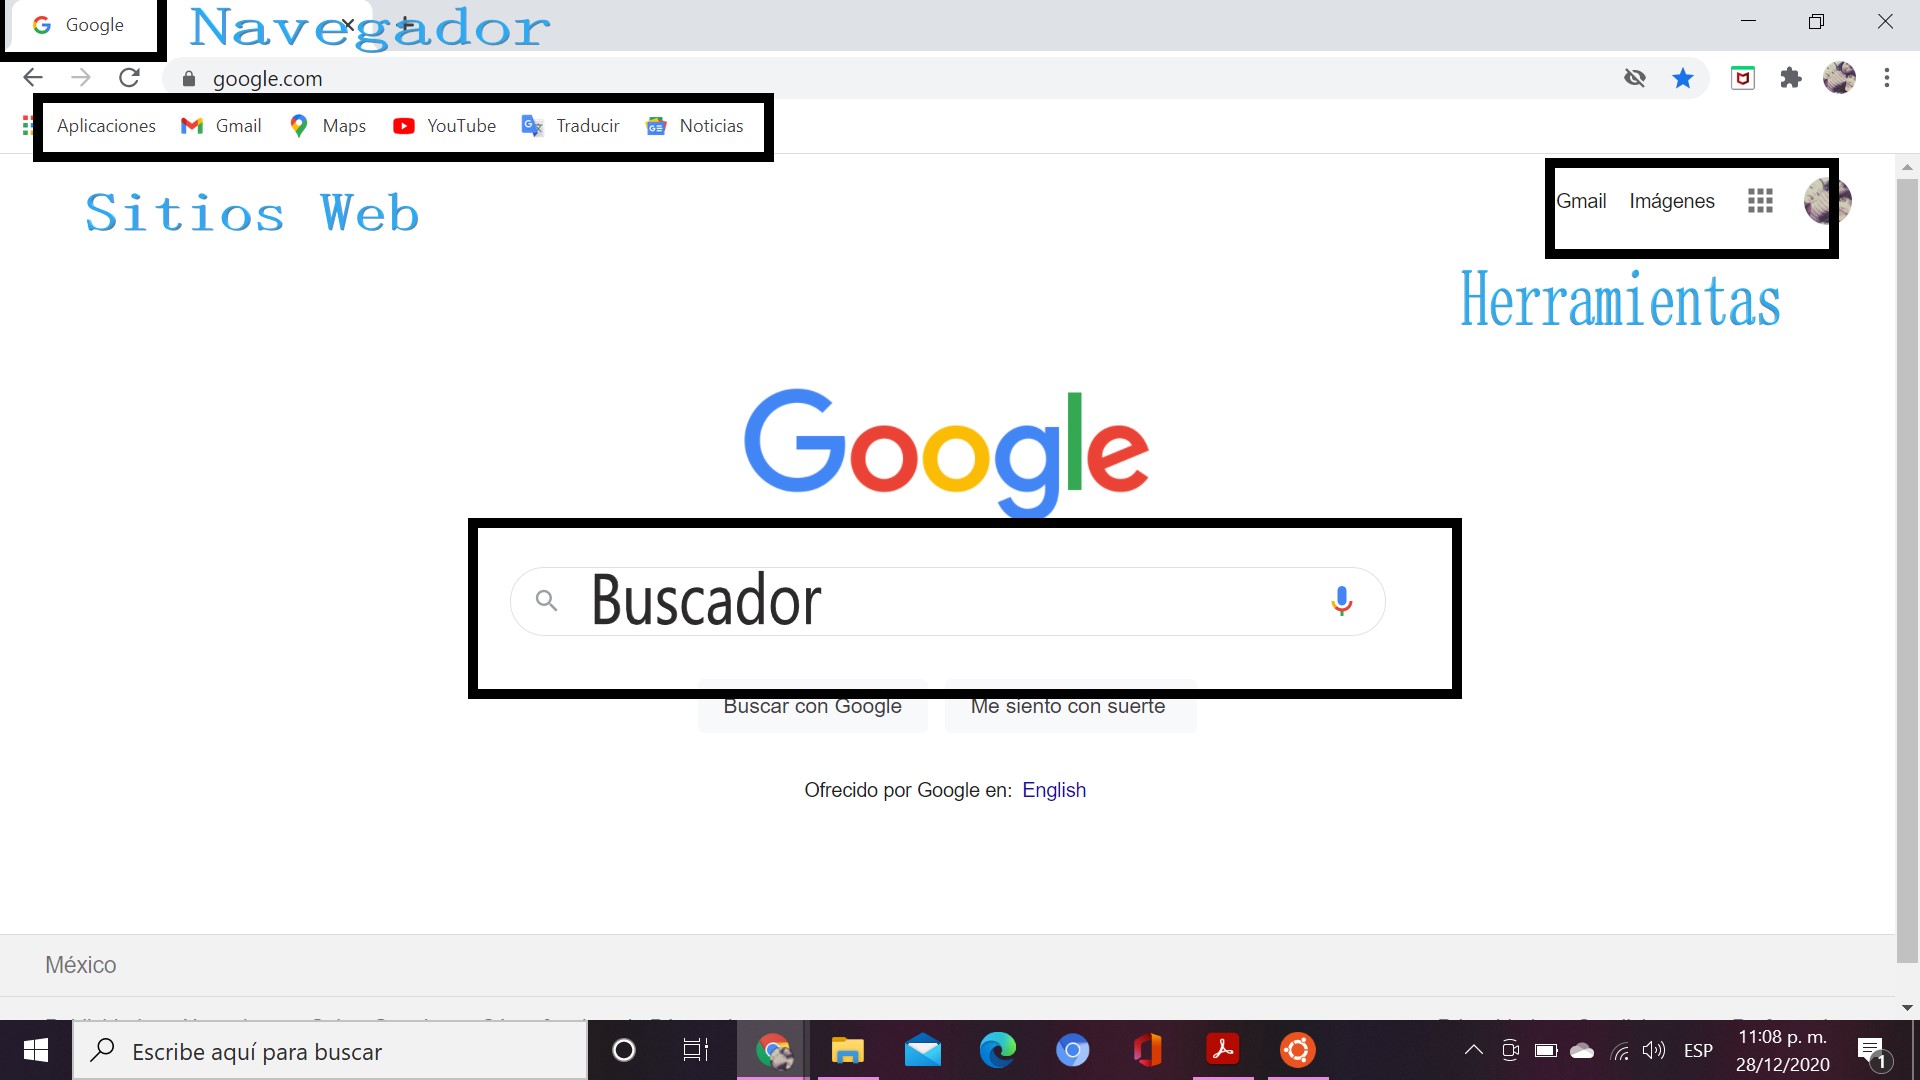 Google
Navegador
google.com
Aplicaciones Gmail Maps YouTube Traducir Noticias
Sitios Web
Gmail Imágenes
Herramientas
Google
Buscador
Buscar con Google Me siento con suerte
Ofrecido por Google en: English
México
Escribe aquí para buscar
ESP
11:08 p. m.
28/12/2020
1